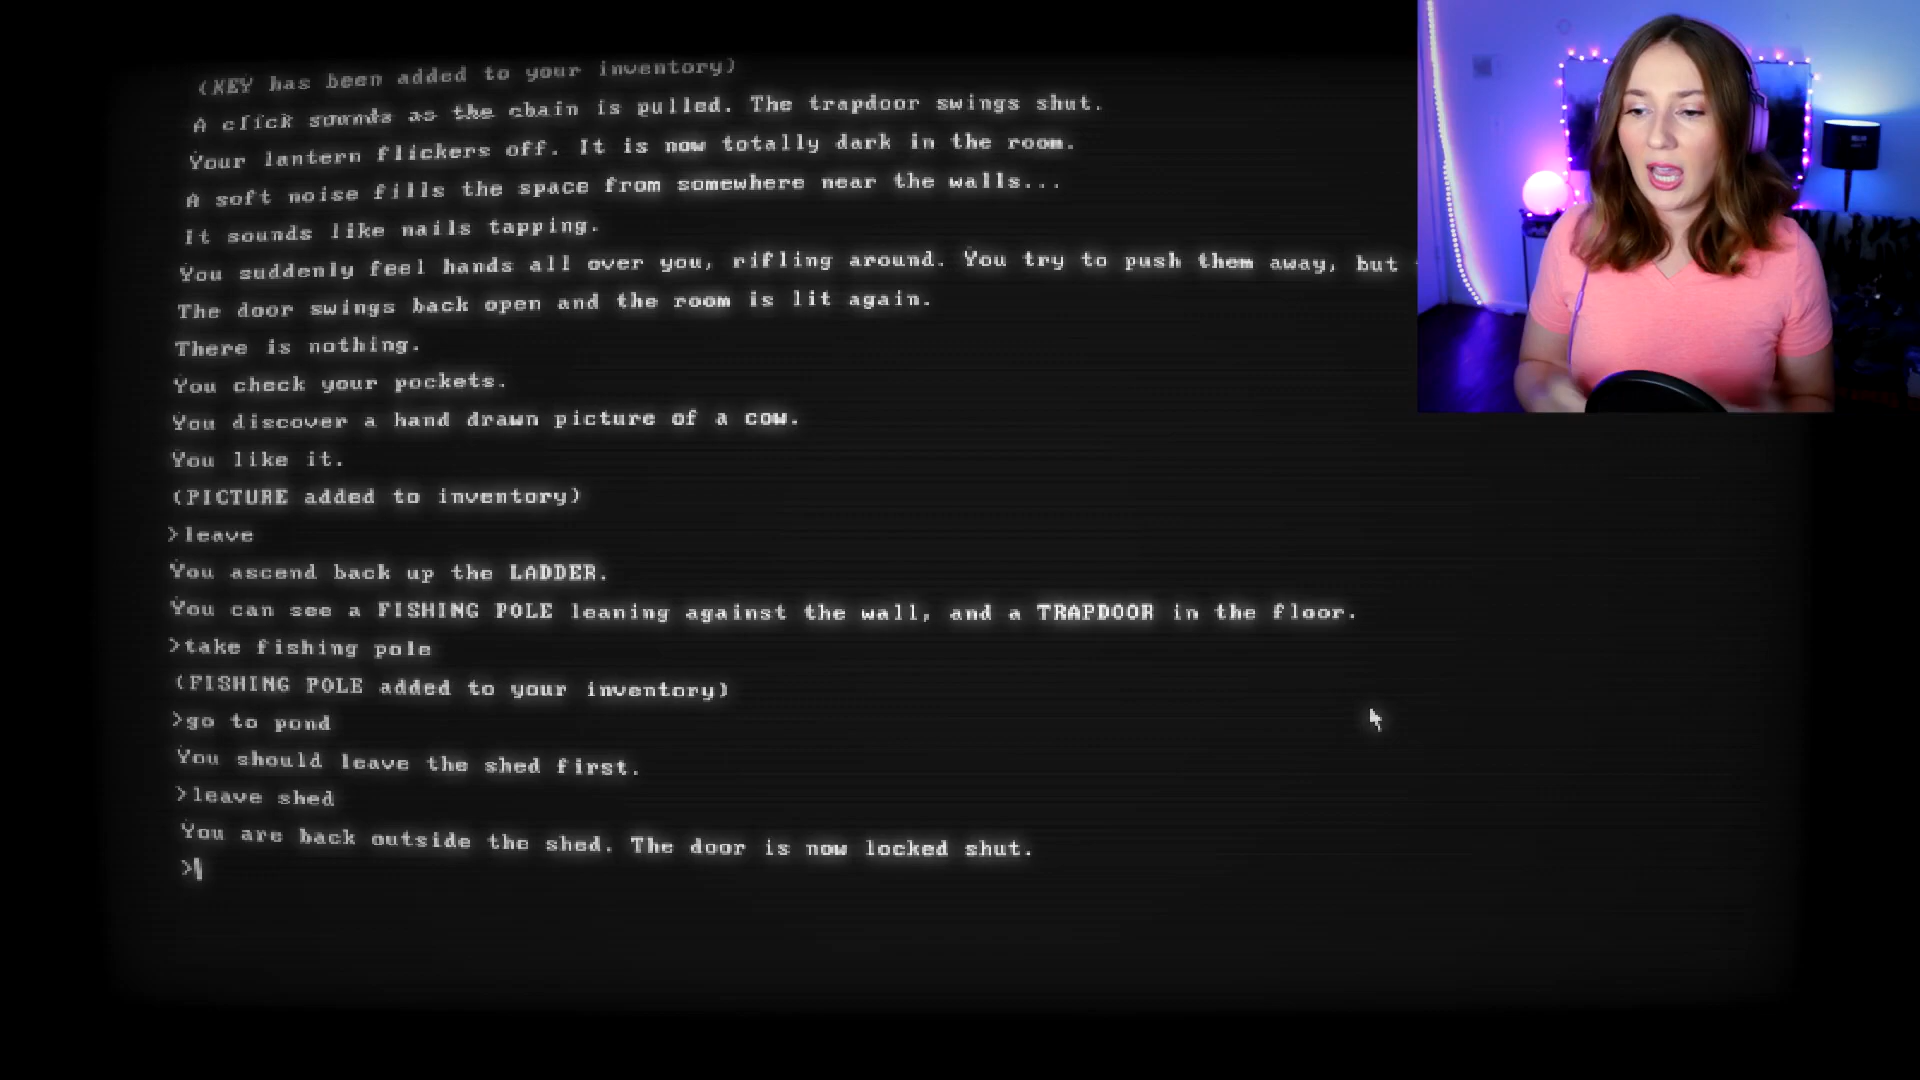 (KEY has been added to your inventory)
A click sounds as the chain is pulled. The trapdoor swings shut.
Your lantern flickers off. It is now totally dark in the room.
A soft noise fills the space from somewhere near the walls...
It sounds like nails tapping.
You suddenly feel hands all over you, rifling around. You try to push them away, but
The door swings back open and the room is lit again.
There is nothing.
You check your pockets.
You discover a hand drawn picture of a cow.
You like it.
(PICTURE added to inventory)
>leave
You ascend back up the LADDER.
You can see a FISHING POLE leaning against the wall, and a TRAPDOOR in the floor.
>take fishing pole
(FISHING POLE added to your inventory)
>go to pond
You should leave the shed first.
>leave shed
You are back outside the shed. The door is now locked shut.
>